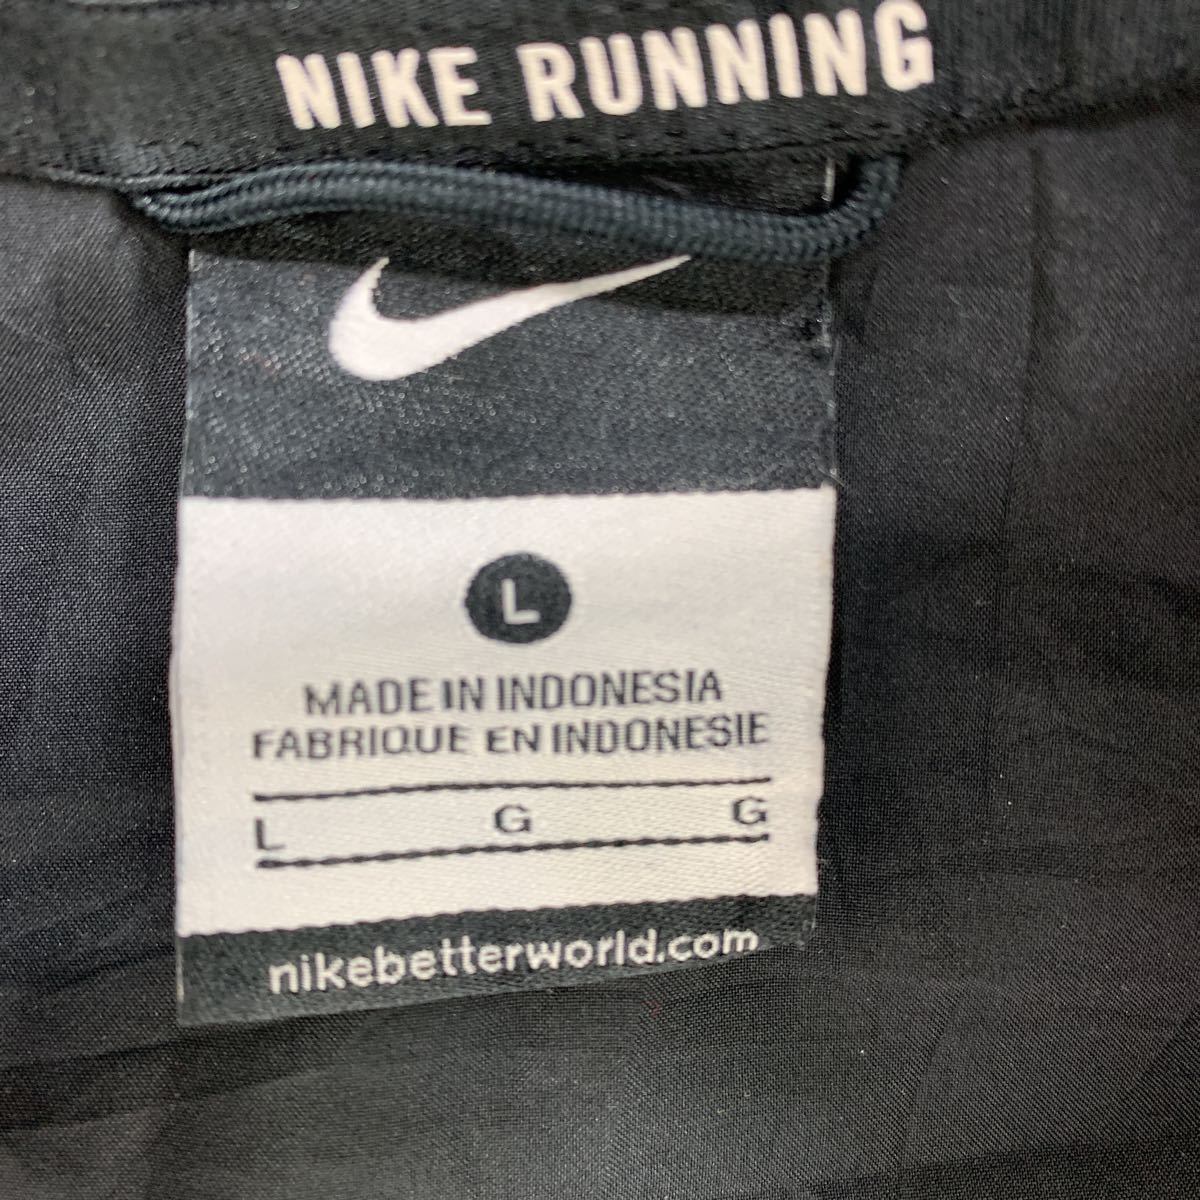 NIKE RUNNING
L
MADE IN INDONESIA
FABRIQUE EN INDONESIE
L G G
nikebetterworld.com